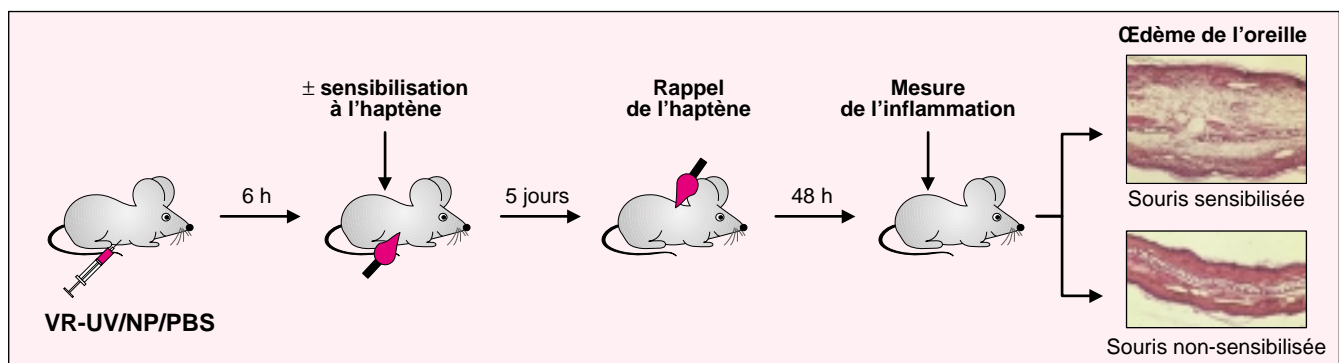 Œdème de l'oreille
± sensibilisation
à l'haptène
Rappel
de l'haptène
Mesure
de l'inflammation
6 h
5 jours
48 h
Souris sensibilisée
VR-UV/NP/PBS
Souris non-sensibilisée